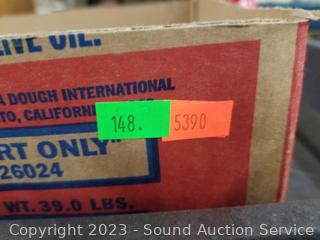 LIVE OIL.
A DOUGH INTERNATIONAL
TO, CALIFORNIA
148. 5390
RT ONLY"
26024
WT. 39.0 LBS.
Copyright 2023 - Sound Auction Service